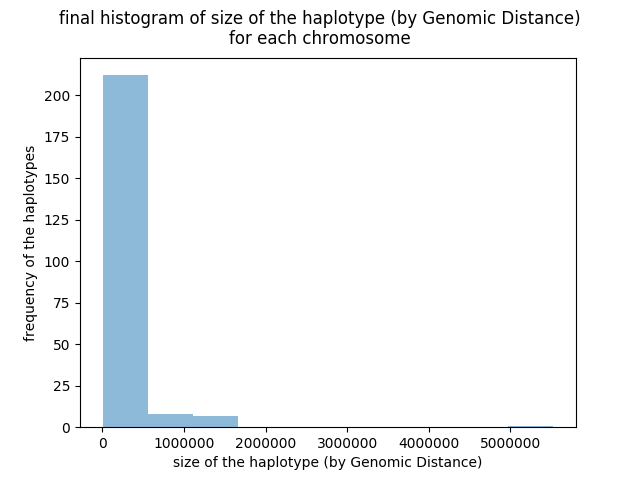 final histogram of size of the haplotype (by Genomic Distance)
for each chromosome
200
175
150
125
100
75
50
25
0
frequency of the haplotypes
0 1000000 2000000 3000000 4000000 5000000
size of the haplotype (by Genomic Distance)